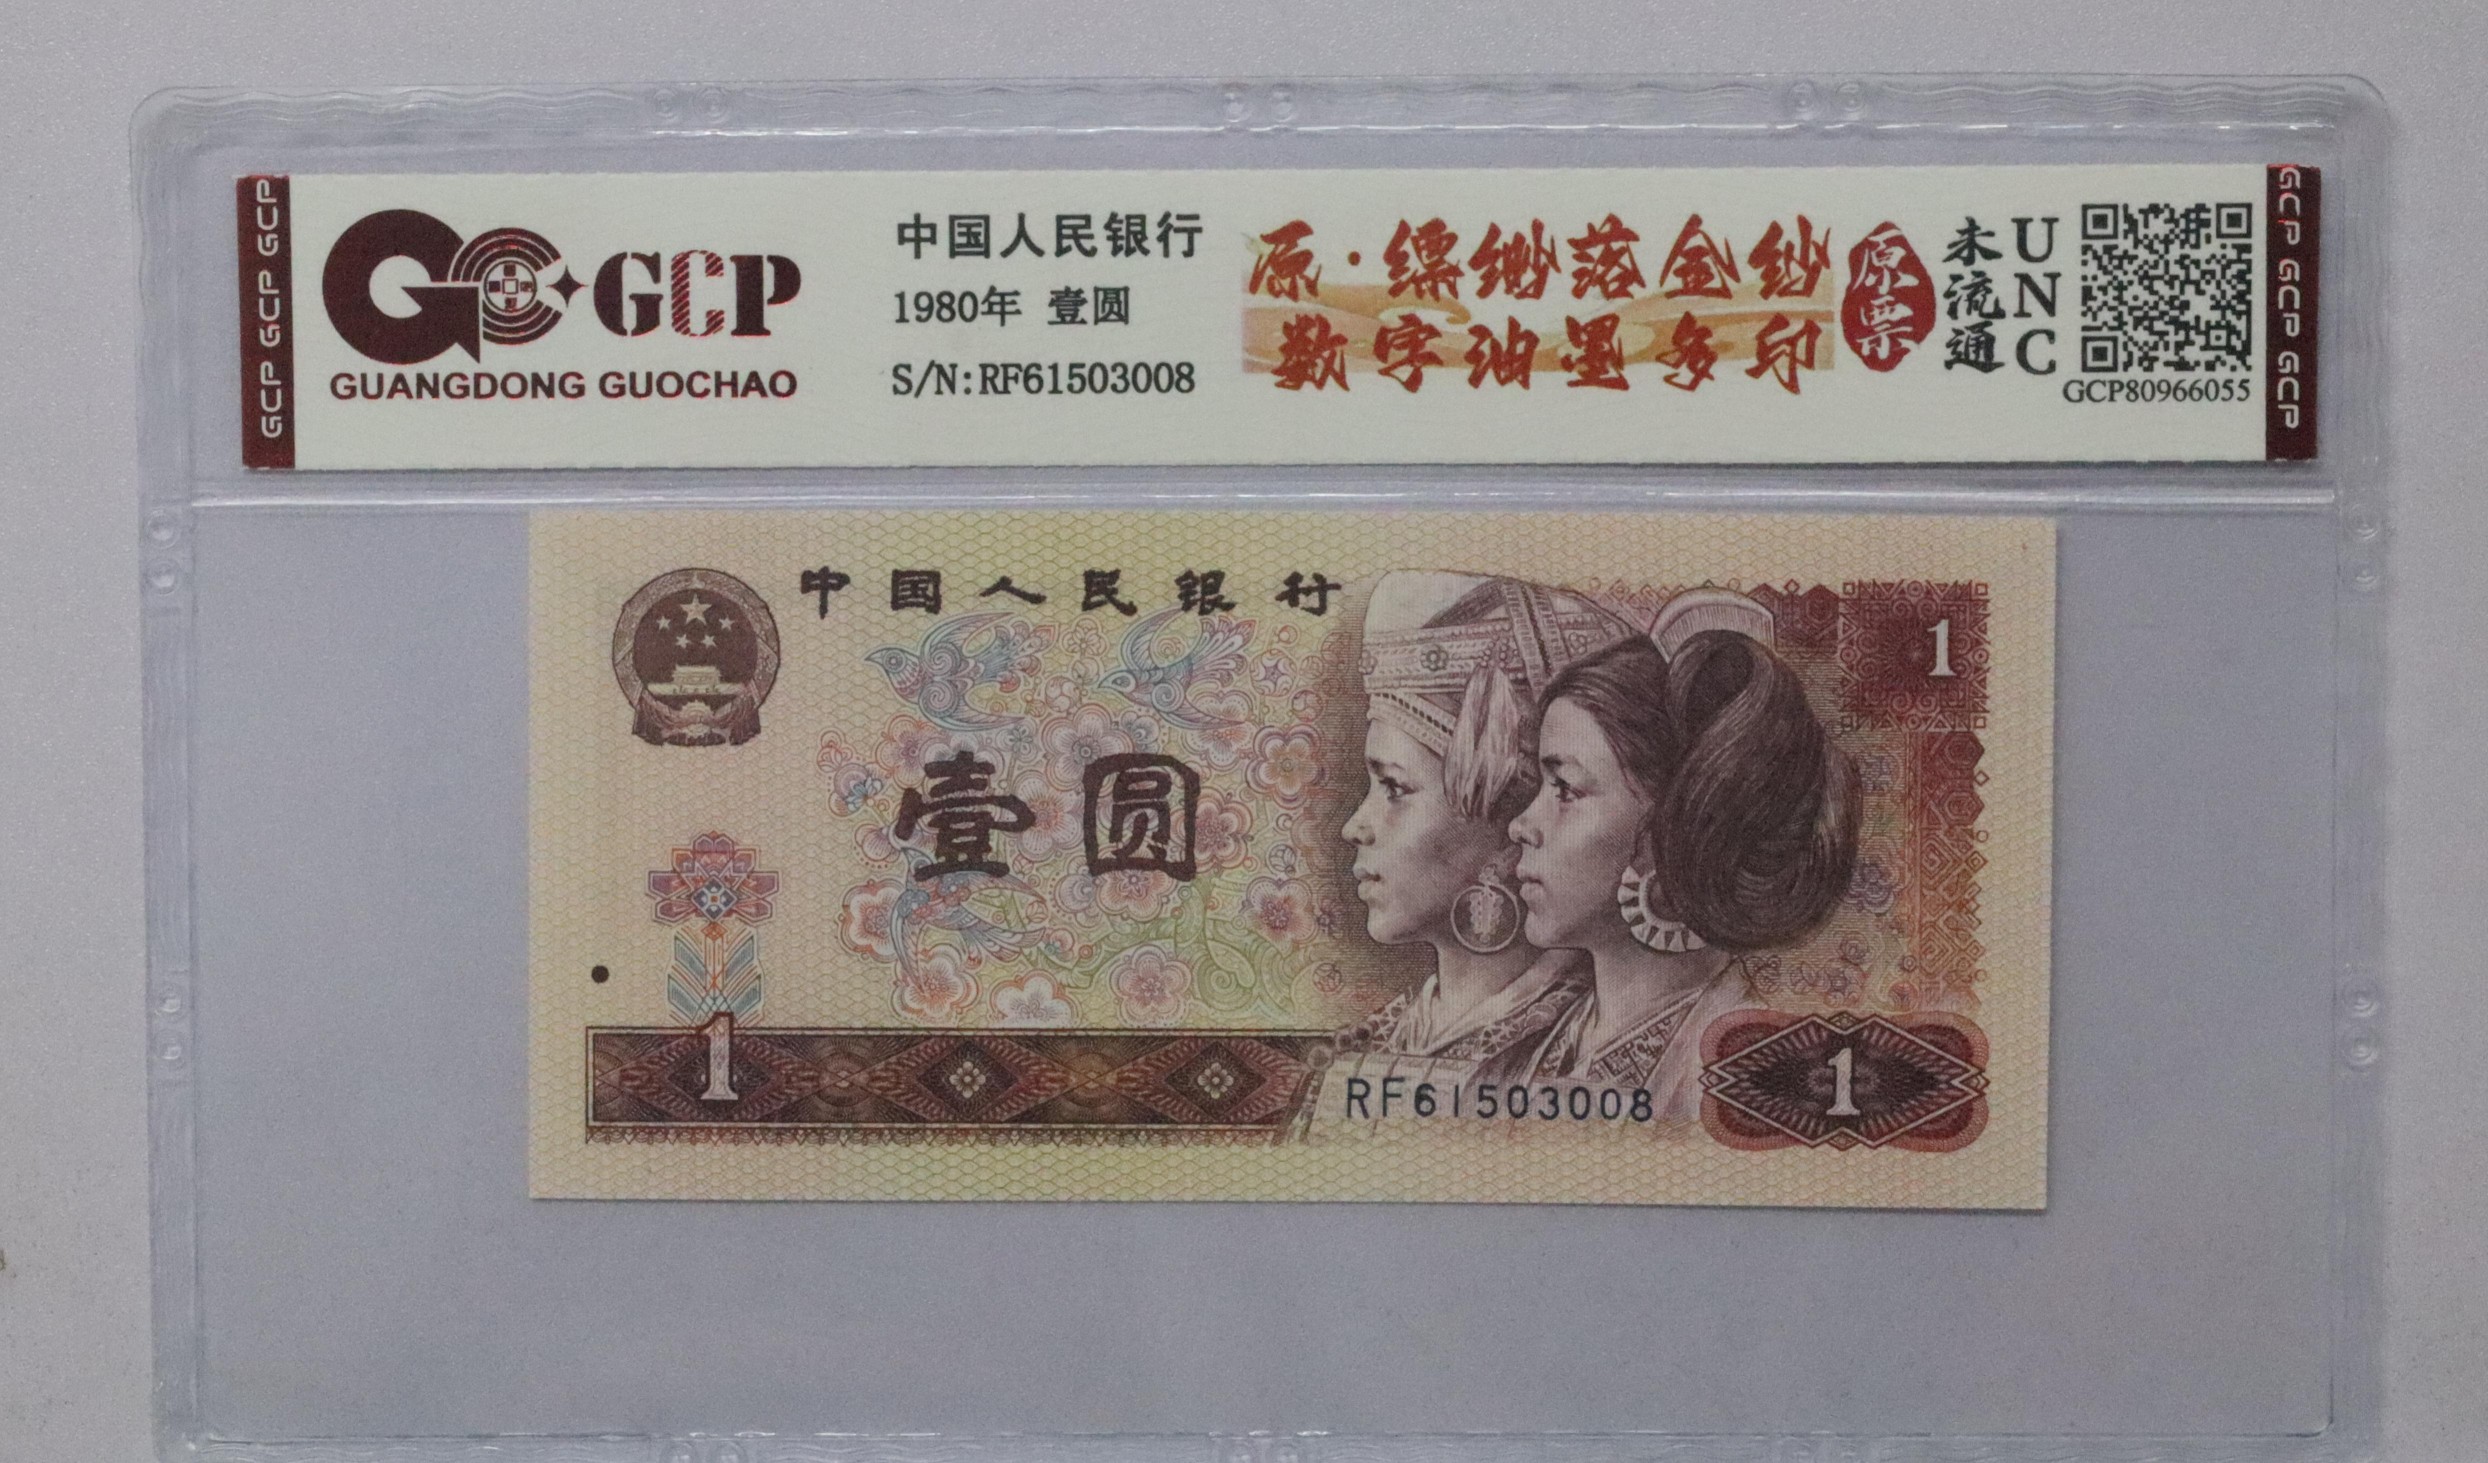 GCP GCP GCP
GCP
GUANGDONG GUOCHAO
中国人民银行
1980年 壹圆
S/N:RF61503008
原·缥缈落金纱
数字油墨多印
原票
未流通
UNC
GCP80966055
GCP GCP GCP
中国人民银行
1
壹圆
1
RF61503008
1